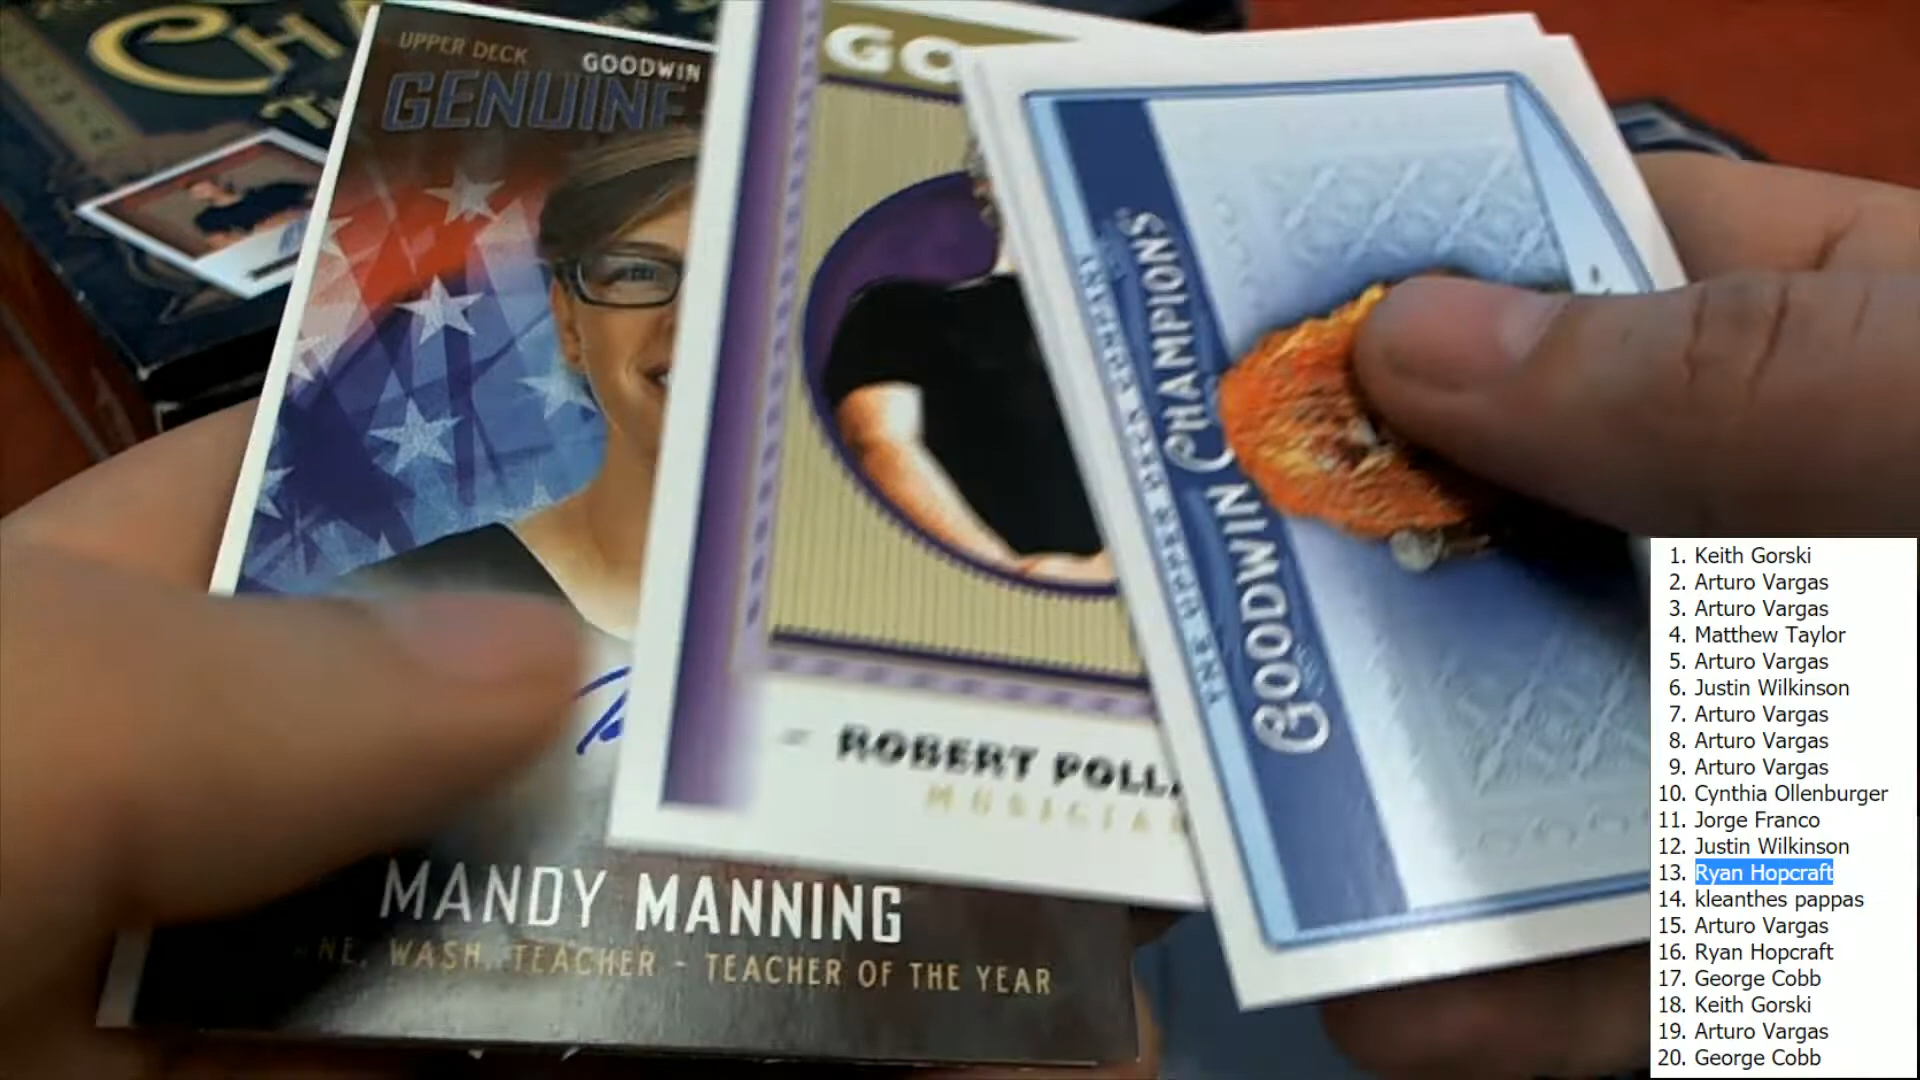 UPPER DECK
GOODWIN
GENUINE
MANDY MANNING
WASH. TEACHER - TEACHER OF THE YEAR
ROBERT
MUSICIAN
GOODWIN CHAMPIONS
1. Keith Gorski
2. Arturo Vargas
3. Arturo Vargas
4. Matthew Taylor
5. Arturo Vargas
6. Justin Wilkinson
7. Arturo Vargas
8. Arturo Vargas
9. Arturo Vargas
10. Cynthia Ollenburger
11. Jorge Franco
12. Justin Wilkinson
13. Ryan Hopcraft
14. kleanthes pappas
15. Arturo Vargas
16. Ryan Hopcraft
17. George Cobb
18. Keith Gorski
19. Arturo Vargas
20. George Cobb